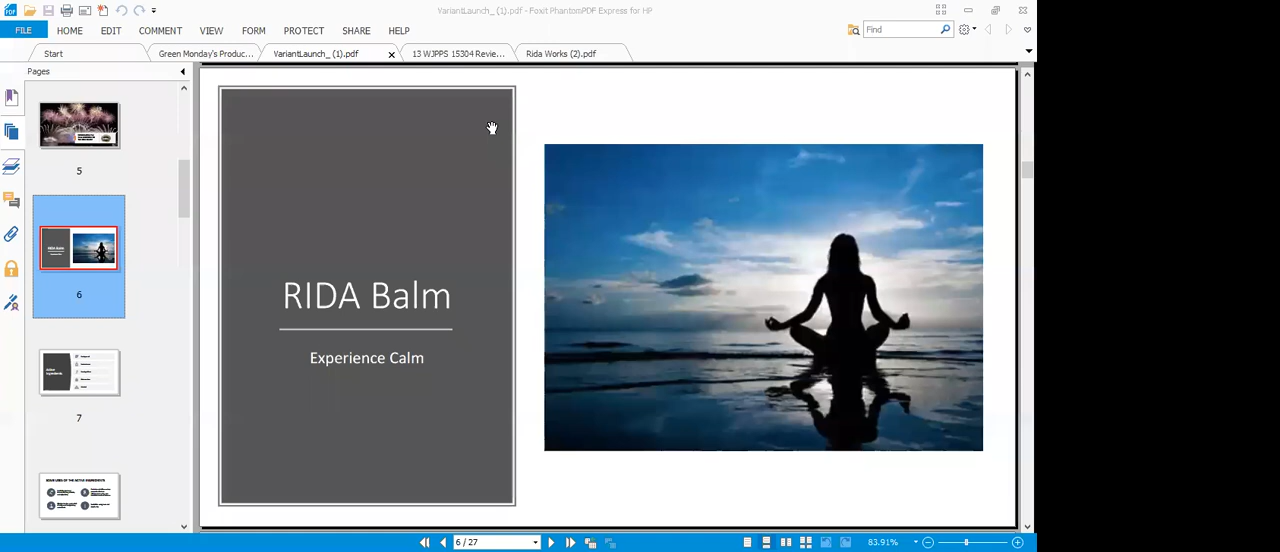 VariantLaunch_ (1).pdf - Foxit PhantomPDF Express for HP
FILE HOME EDIT COMMENT VIEW FORM PROTECT SHARE HELP
Find
Start
Green Monday's Produc...
VariantLaunch_ (1).pdf
13 WJPPS 15304 Revie...
Rida Works (2).pdf
Pages
5
6
7
RIDA Balm
Experience Calm
6 / 27
83.91%